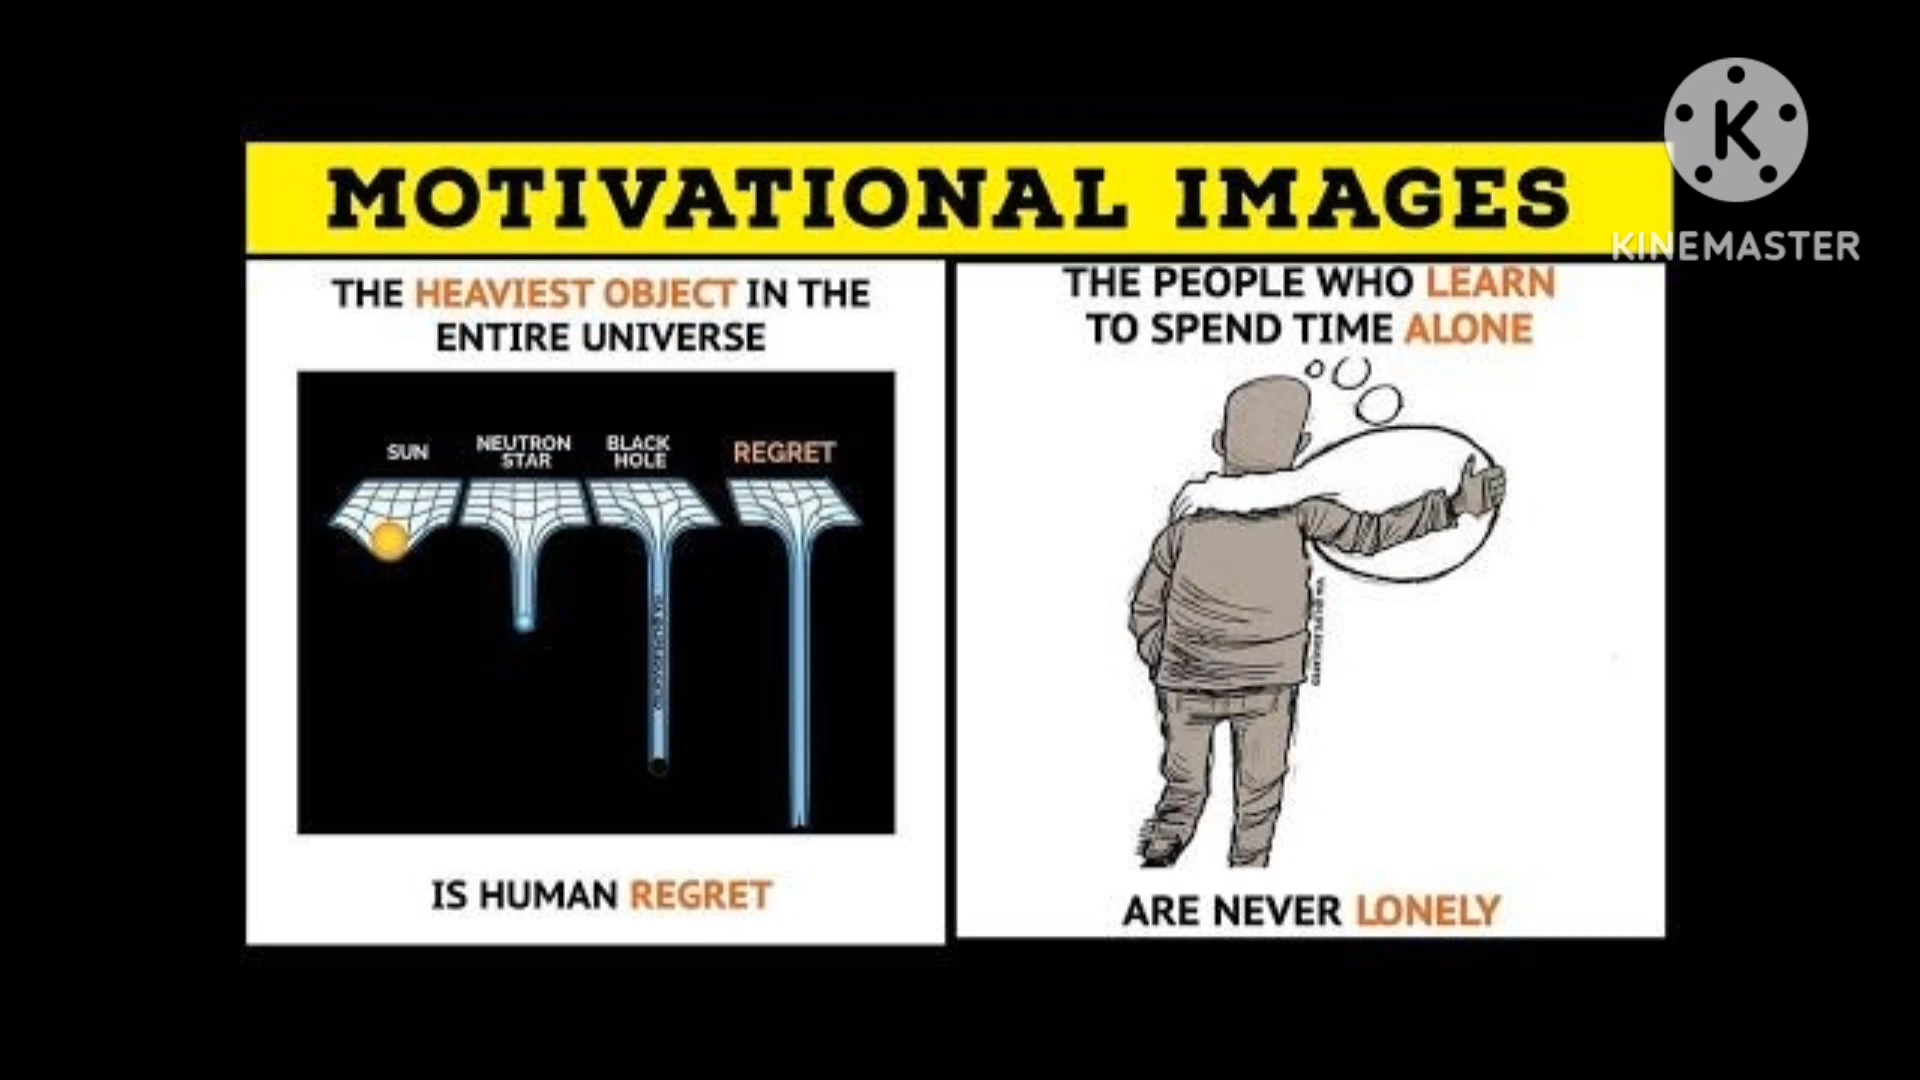 MOTIVATIONAL IMAGES
THE HEAVIEST OBJECT IN THE
ENTIRE UNIVERSE
SUN
NEUTRON
STAR
BLACK
HOLE
REGRET
IS HUMAN REGRET
THE PEOPLE WHO LEARN
TO SPEND TIME ALONE
ARE NEVER LONELY
K
KINEMASTER